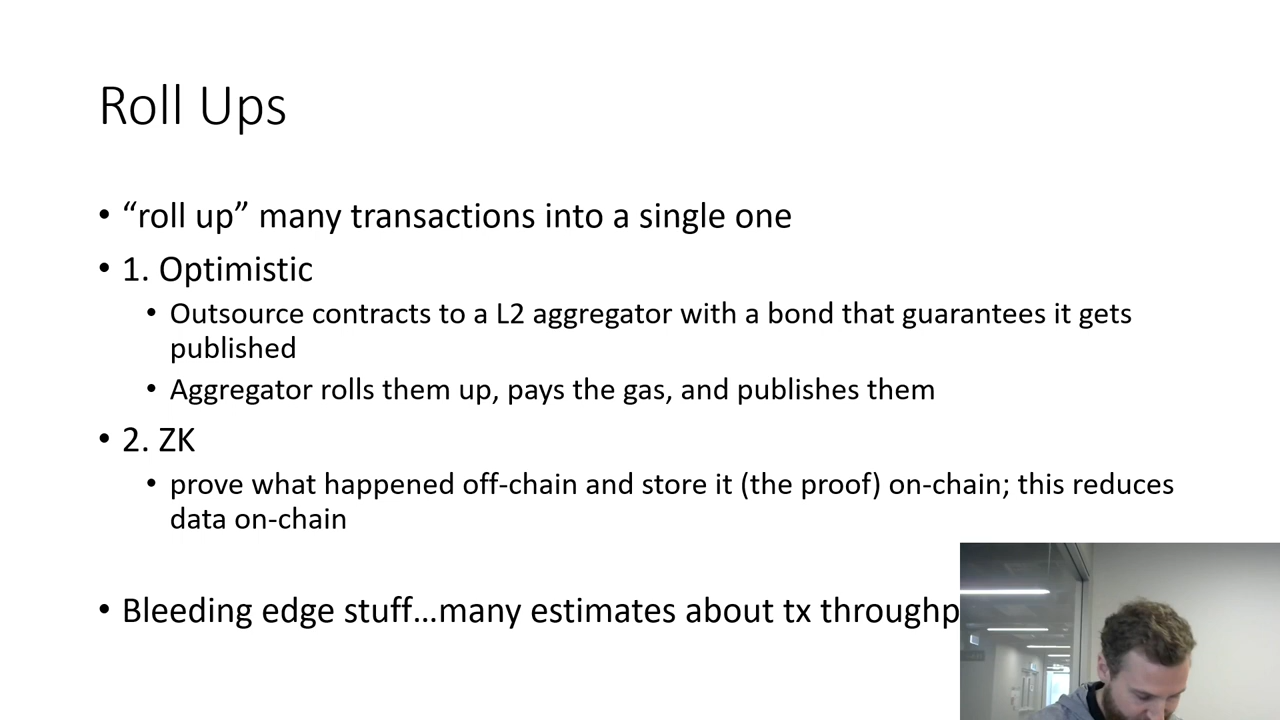 Roll Ups
• “roll up” many transactions into a single one
• 1. Optimistic
• Outsource contracts to a L2 aggregator with a bond that guarantees it gets
published
• Aggregator rolls them up, pays the gas, and publishes them
• 2. ZK
• prove what happened off-chain and store it (the proof) on-chain; this reduces
data on-chain
• Bleeding edge stuff…many estimates about tx throughp